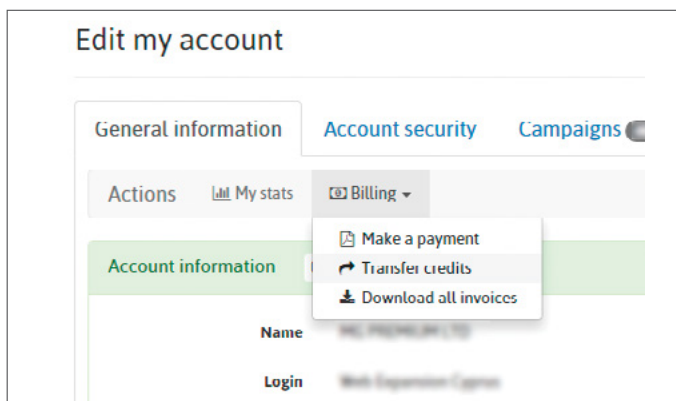 Edit my account
General information Account security Campaigns
Actions My stats Billing
Make a payment
Account information Transfer credits
Download all invoices
Name
Login